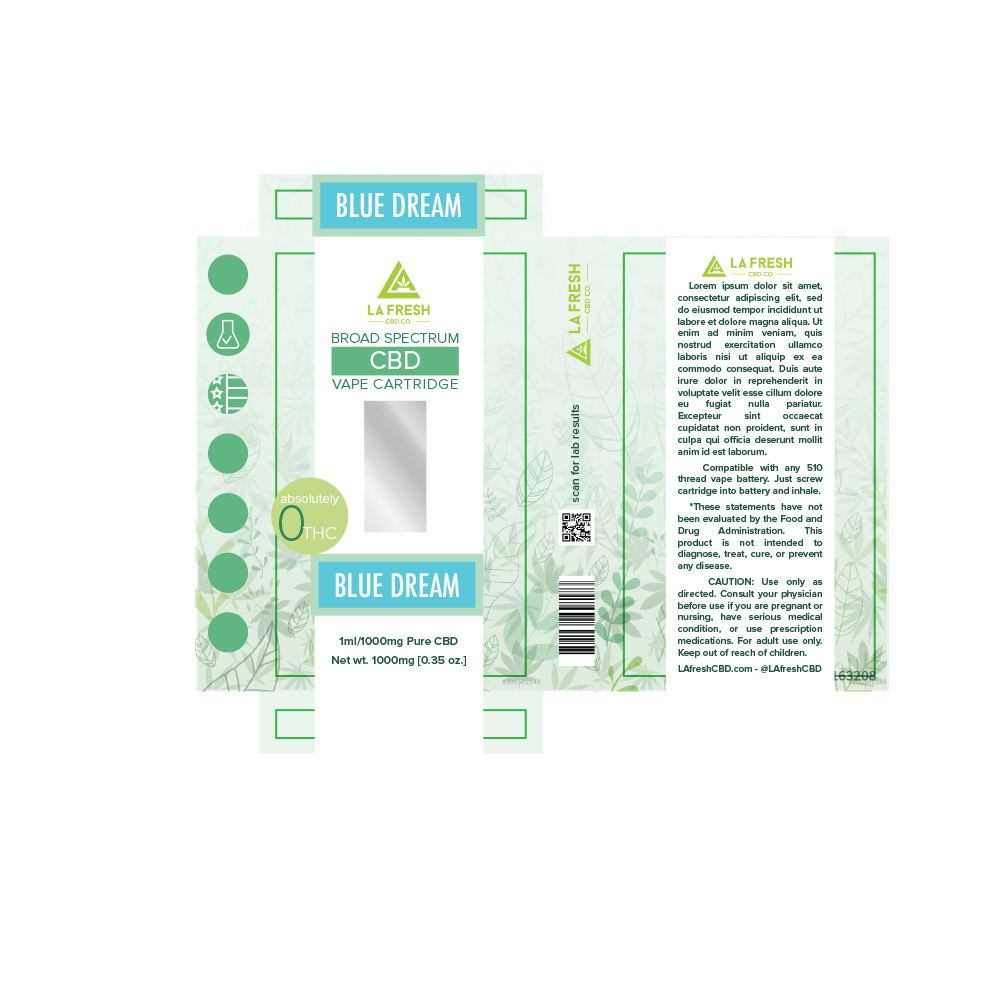 BLUE DREAM
LA FRESH
CBD CO.
BROAD SPECTRUM
CBD
VAPE CARTRIDGE
absolutely
0THC
BLUE DREAM
1ml/1000mg Pure CBD
Net wt. 1000mg [0.35 oz.]
LA FRESH
CBD CO.
scan for lab results
LA FRESH
CBD CO.
Lorem ipsum dolor sit amet,
consectetur adipiscing elit, sed
do eiusmod tempor incididunt ut
labore et dolore magna aliqua. Ut
enim ad minim veniam, quis
nostrud exercitation ullamco
laboris nisi ut aliquip ex ea
commodo consequat. Duis aute
irure dolor in reprehenderit in
voluptate velit esse cillum dolore
eu fugiat nulla pariatur.
Excepteur sint occaecat
cupidatat non proident, sunt in
culpa qui officia deserunt mollit
anim id est laborum.
Compatible with any 510
thread vape battery. Just screw
cartridge into battery and inhale.
*These statements have not
been evaluated by the Food and
Drug Administration. This
product is not intended to
diagnose, treat, cure, or prevent
any disease.
CAUTION: Use only as
directed. Consult your physician
before use if you are pregnant or
nursing, have serious medical
condition, or use prescription
medications. For adult use only.
Keep out of reach of children.
LAfreshCBD.com - @LAfreshCBD
163208